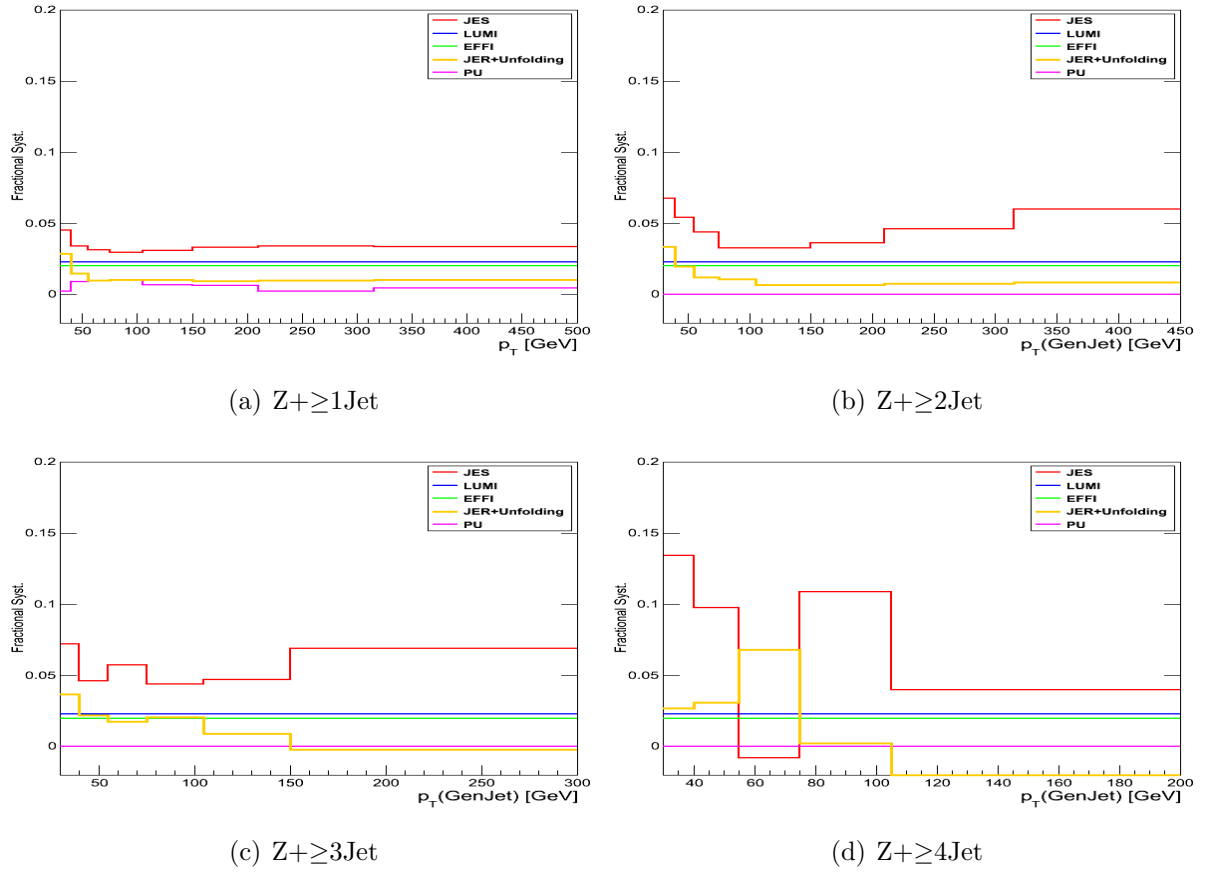 0.2
JES
LUMI
EFFI
JER+Unfolding
PU
0.15
Fractional Syst.
0.1
0.05
0
50 100 150 200 250 300 350 400 450 500
p_T [GeV]
(a) Z+≥1Jet
0.2
JES
LUMI
EFFI
JER+Unfolding
PU
0.15
Fractional Syst.
0.1
0.05
0
50 100 150 200 250 300 350 400 450
p_T(GenJet) [GeV]
(b) Z+≥2Jet
0.2
JES
LUMI
EFFI
JER+Unfolding
PU
0.15
Fractional Syst.
0.1
0.05
0
50 100 150 200 250 300
p_T(GenJet) [GeV]
(c) Z+≥3Jet
0.2
JES
LUMI
EFFI
JER+Unfolding
PU
0.15
Fractional Syst.
0.1
0.05
0
40 60 80 100 120 140 160 180 200
p_T(GenJet) [GeV]
(d) Z+≥4Jet